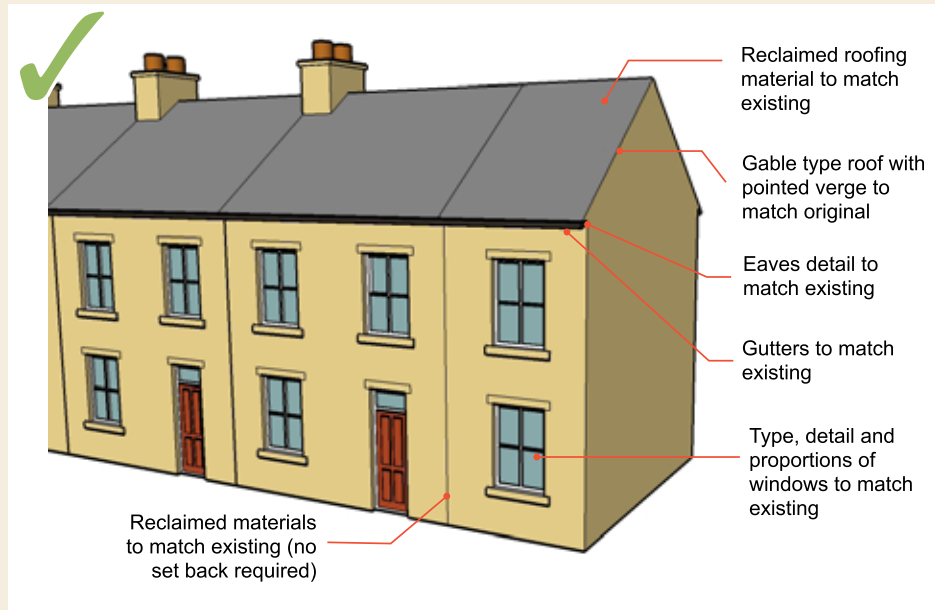 Reclaimed roofing
material to match
existing
Gable type roof with
pointed verge to
match original
Eaves detail to
match existing
Gutters to match
existing
Type, detail and
proportions of
windows to match
existing
Reclaimed materials
to match existing (no
set back required)